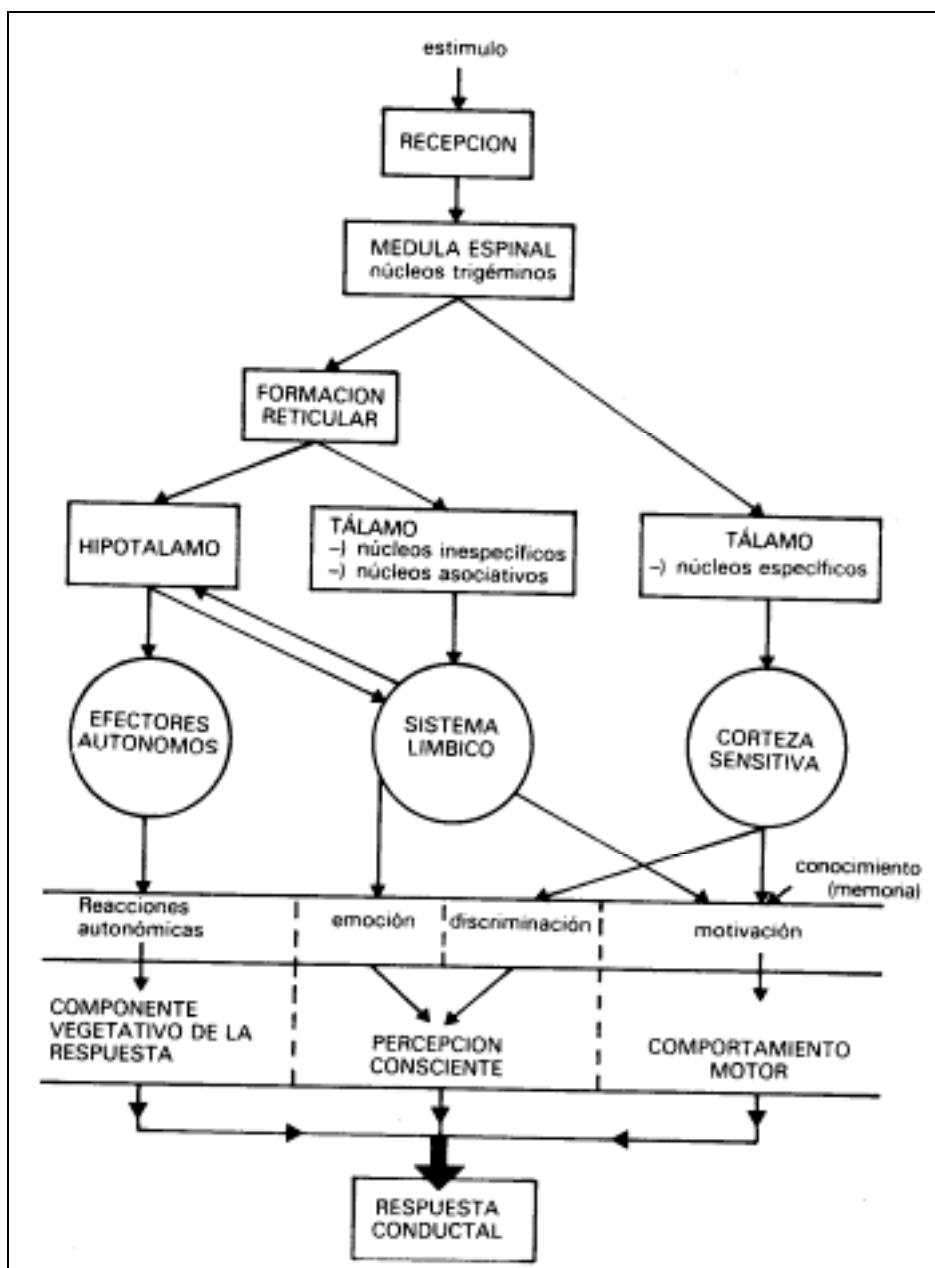 estimulo
RECEPCION
MEDULA ESPINAL
núcleos trigéminos
FORMACION
RETICULAR
HIPOTALAMO
TÁLAMO
–) núcleos inespecíficos
–) núcleos asociativos
TÁLAMO
–) núcleos específicos
EFECTORES
AUTONOMOS
SISTEMA
LIMBICO
CORTEZA
SENSITIVA
conocimiento
(memoria)
Reacciones
autonómicas
emoción
discriminación
motivación
COMPONENTE
VEGETATIVO DE LA
RESPUESTA
PERCEPCION
CONSCIENTE
COMPORTAMIENTO
MOTOR
RESPUESTA
CONDUCTAL